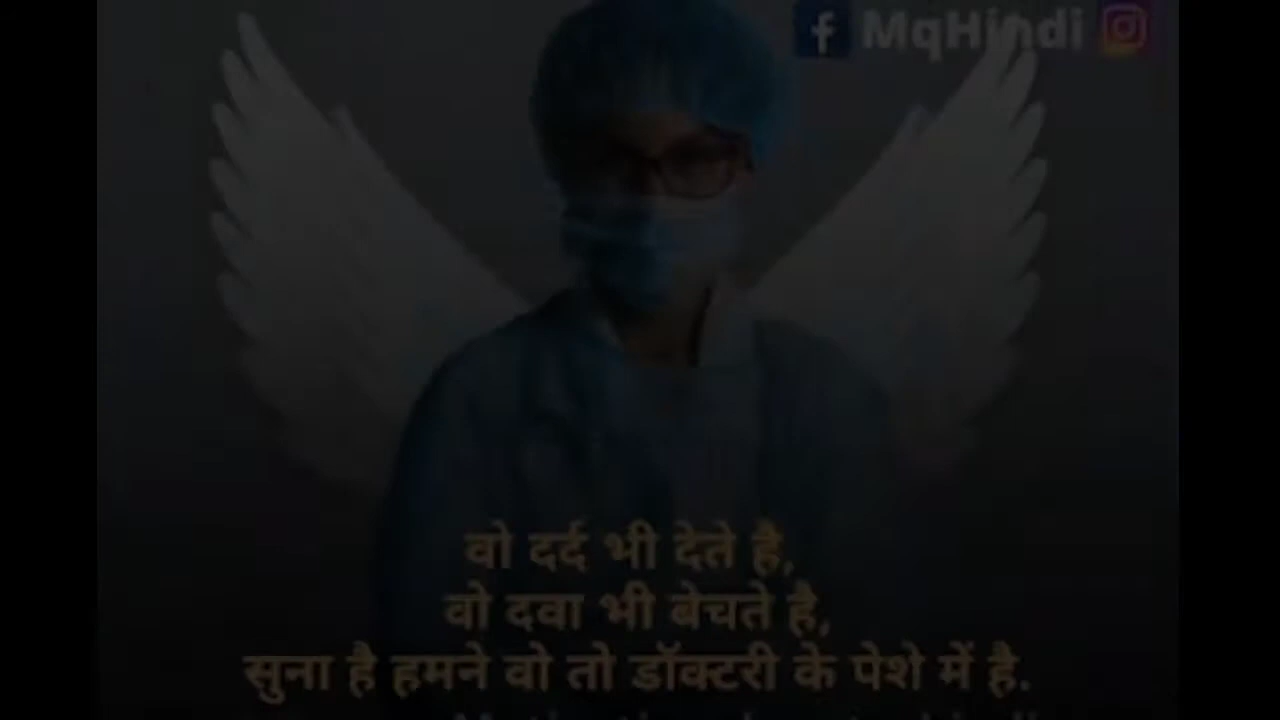 MqHindi
वो दर्द भी देते है,
वो दवा भी बेचते है,
सुना है हमने वो तो डॉक्टरी के पेशे में है.